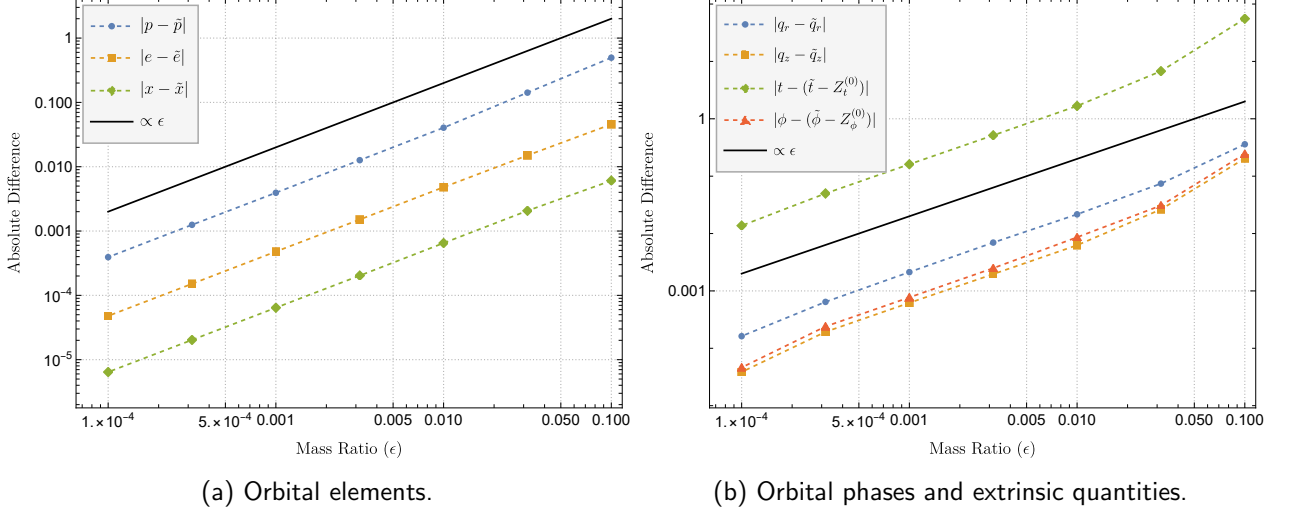 |p − p̃|
|e − ẽ|
|x − x̃|
∝ ϵ
1
0.100
0.010
0.001
10⁻⁴
10⁻⁵
Absolute Difference
1.×10⁻⁴ 5.×10⁻⁴ 0.001 0.005 0.010 0.050 0.100
Mass Ratio (ϵ)
(a) Orbital elements.
|q_r − q̃_r|
|q_z − q̃_z|
|t − (t̃ − Z_t^{(0)})|
|ϕ − (ϕ̃ − Z_ϕ^{(0)})|
∝ ϵ
1
0.001
Absolute Difference
1.×10⁻⁴ 5.×10⁻⁴ 0.001 0.005 0.010 0.050 0.100
Mass Ratio (ϵ)
(b) Orbital phases and extrinsic quantities.